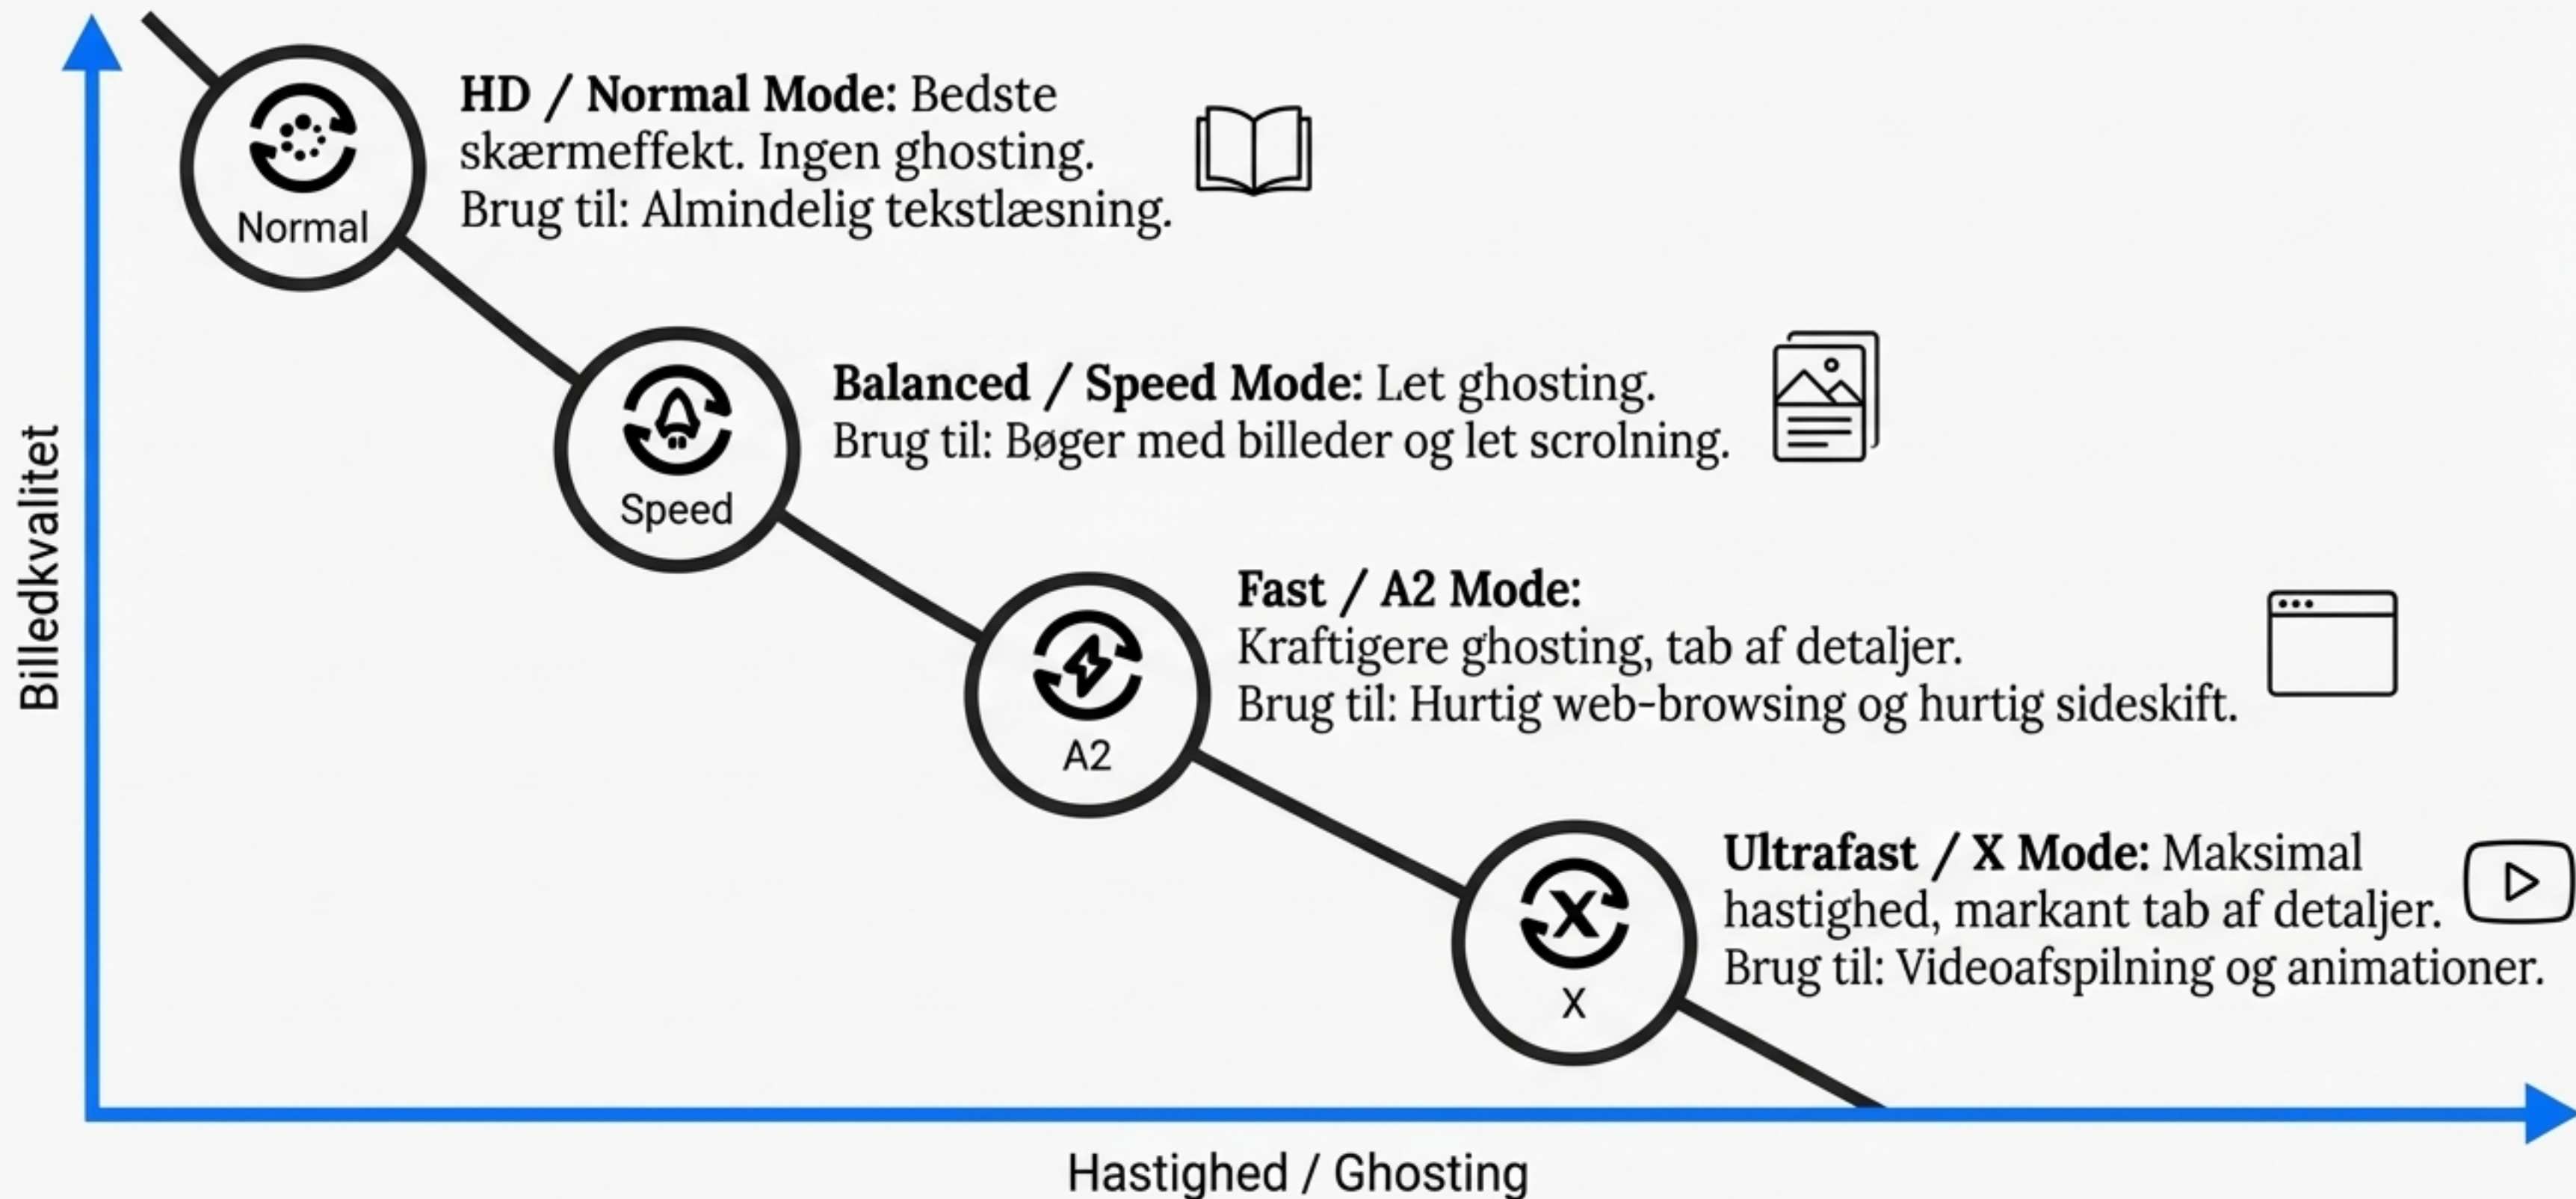 HD / Normal Mode: Bedste
skærmeffekt. Ingen ghosting.
Brug til: Almindelig tekstlæsning.
Normal
Balanced / Speed Mode: Let ghosting.
Brug til: Bøger med billeder og let scrolning.
Speed
Fast / A2 Mode:
Kraftigere ghosting, tab af detaljer.
Brug til: Hurtig web-browsing og hurtig sideskift.
A2
Ultrafast / X Mode: Maksimal
hastighed, markant tab af detaljer.
Brug til: Videoafspilning og animationer.
X
X
Billedkvalitet
Hastighed / Ghosting